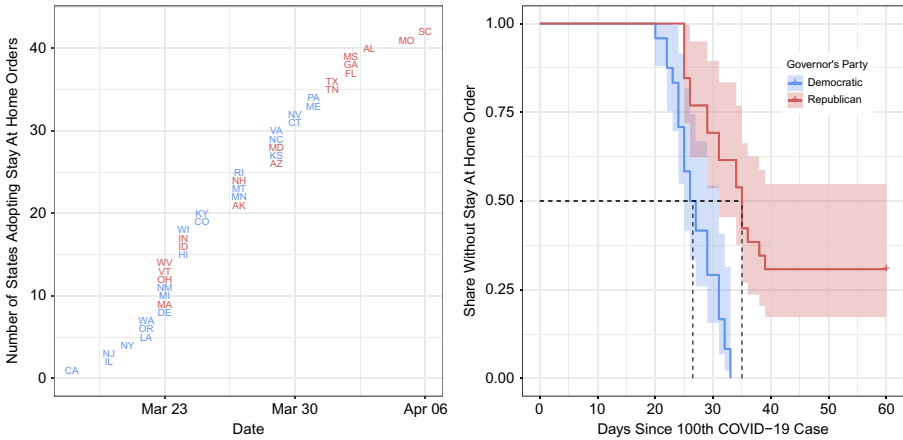 Number of States Adopting Stay At Home Orders
40
30
20
10
0
SC
MO
AL
MS
GA
FL
TX
TN
PA
ME
NV
CT
VA
NC
MD
KS
AZ
RI
NH
MT
MN
AK
KY
CO
WI
IN
ID
HI
WV
VT
OH
NM
MI
MA
DE
WA
OR
LA
NY
NJ
IL
CA
Mar 23 Mar 30 Apr 06
Date
Share Without Stay At Home Order
1.00
0.75
0.50
0.25
0.00
Governor's Party
Democratic
Republican
0 10 20 30 40 50 60
Days Since 100th COVID−19 Case